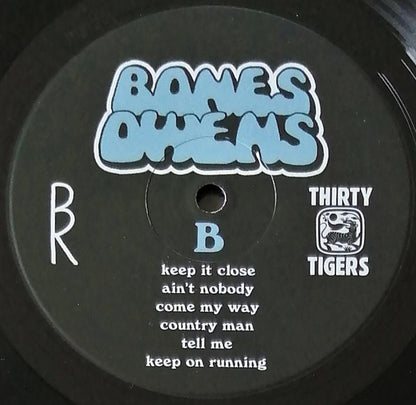 BONES
OWENS
BR
THIRTY
TIGERS
B
keep it close
ain't nobody
come my way
country man
tell me
keep on running